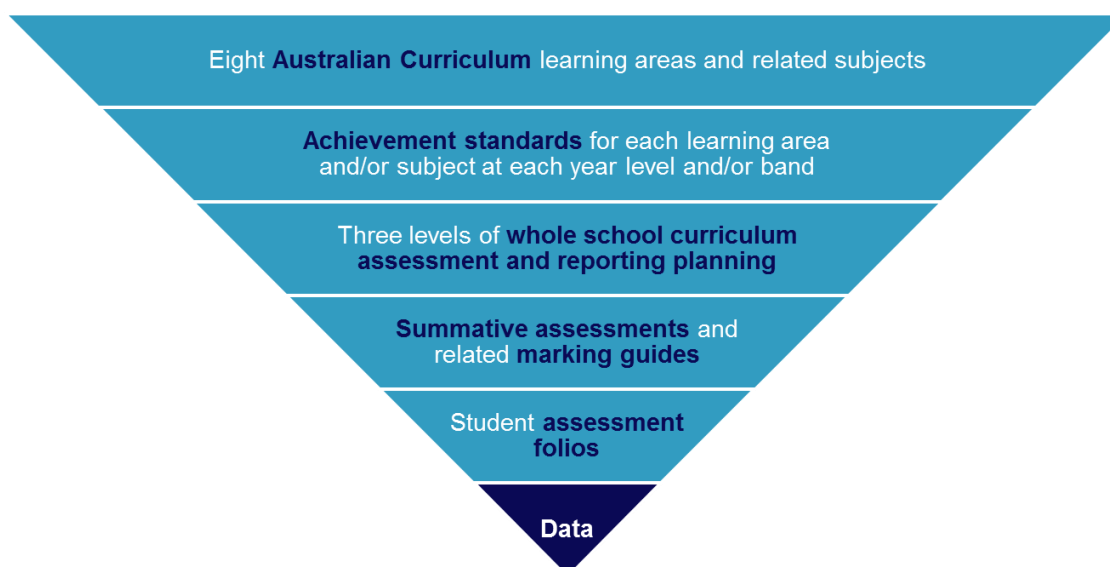 Eight Australian Curriculum learning areas and related subjects
Achievement standards for each learning area
and/or subject at each year level and/or band
Three levels of whole school curriculum
assessment and reporting planning
Summative assessments and
related marking guides
Student assessment
folios
Data